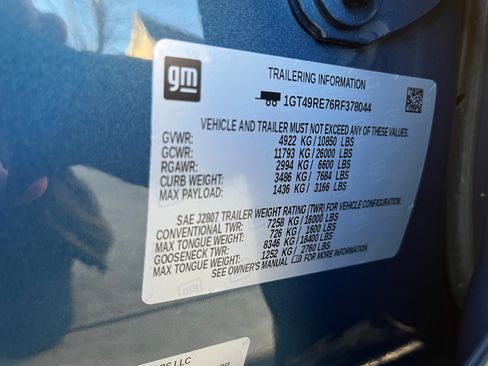 gm
TRAILERING INFORMATION
1GT49RE76RF378044
VEHICLE AND TRAILER MUST NOT EXCEED ANY OF THESE VALUES.
GVWR: 4922 KG/10850 LBS
GCWR: 11793 KG/26000 LBS
RGAWR: 2994 KG/ 6600 LBS
CURB WEIGHT: 3486 KG/ 7684 LBS
MAX PAYLOAD: 1436 KG/ 3166 LBS
SAE J2807 TRAILER WEIGHT RATING (TWR) FOR VEHICLE CONFIGURATION.
CONVENTIONAL TWR: 7258 KG/16000 LBS
MAX TONGUE WEIGHT: 726 KG/ 1600 LBS
GOOSENECK TWR: 8346 KG/18400 LBS
MAX TONGUE WEIGHT: 1252 KG/ 2760 LBS
SEE OWNER'S MANUAL FOR MORE INFORMATION
LLC